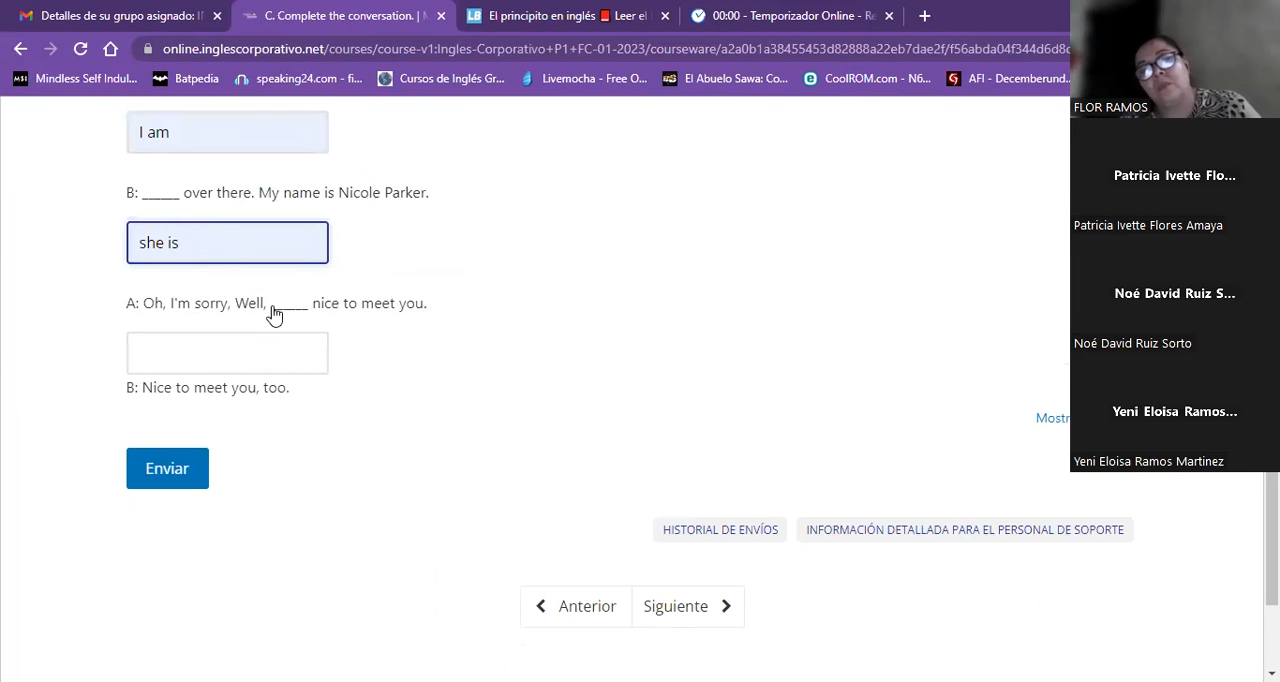 Detalles de su grupo asignado: I
C. Complete the conversation. | M
El principito en inglés 📕 Leer el l
00:00 - Temporizador Online - Re
online.inglescorporativo.net/courses/course-v1:Ingles-Corporativo+P1+FC-01-2023/courseware/a2a0b1a38455453d82888a22eb7dae2f/f56abda04f344d6d8d
Mindless Self Indul...
Batpedia
speaking24.com - fi...
Cursos de Inglés Gr...
Livemocha - Free O...
El Abuelo Sawa: Co...
CoolROM.com - N6...
AFI - Decemberund...
I am
B: _____ over there. My name is Nicole Parker.
she is
A: Oh, I'm sorry, Well, _____ nice to meet you.
B: Nice to meet you, too.
Mostr
Enviar
HISTORIAL DE ENVÍOS
INFORMACIÓN DETALLADA PARA EL PERSONAL DE SOPORTE
Anterior
Siguiente
FLOR RAMOS
Patricia Ivette Flo...
Patricia Ivette Flores Amaya
Noé David Ruiz S...
Noé David Ruiz Sorto
Yeni Eloisa Ramos...
Yeni Eloisa Ramos Martinez